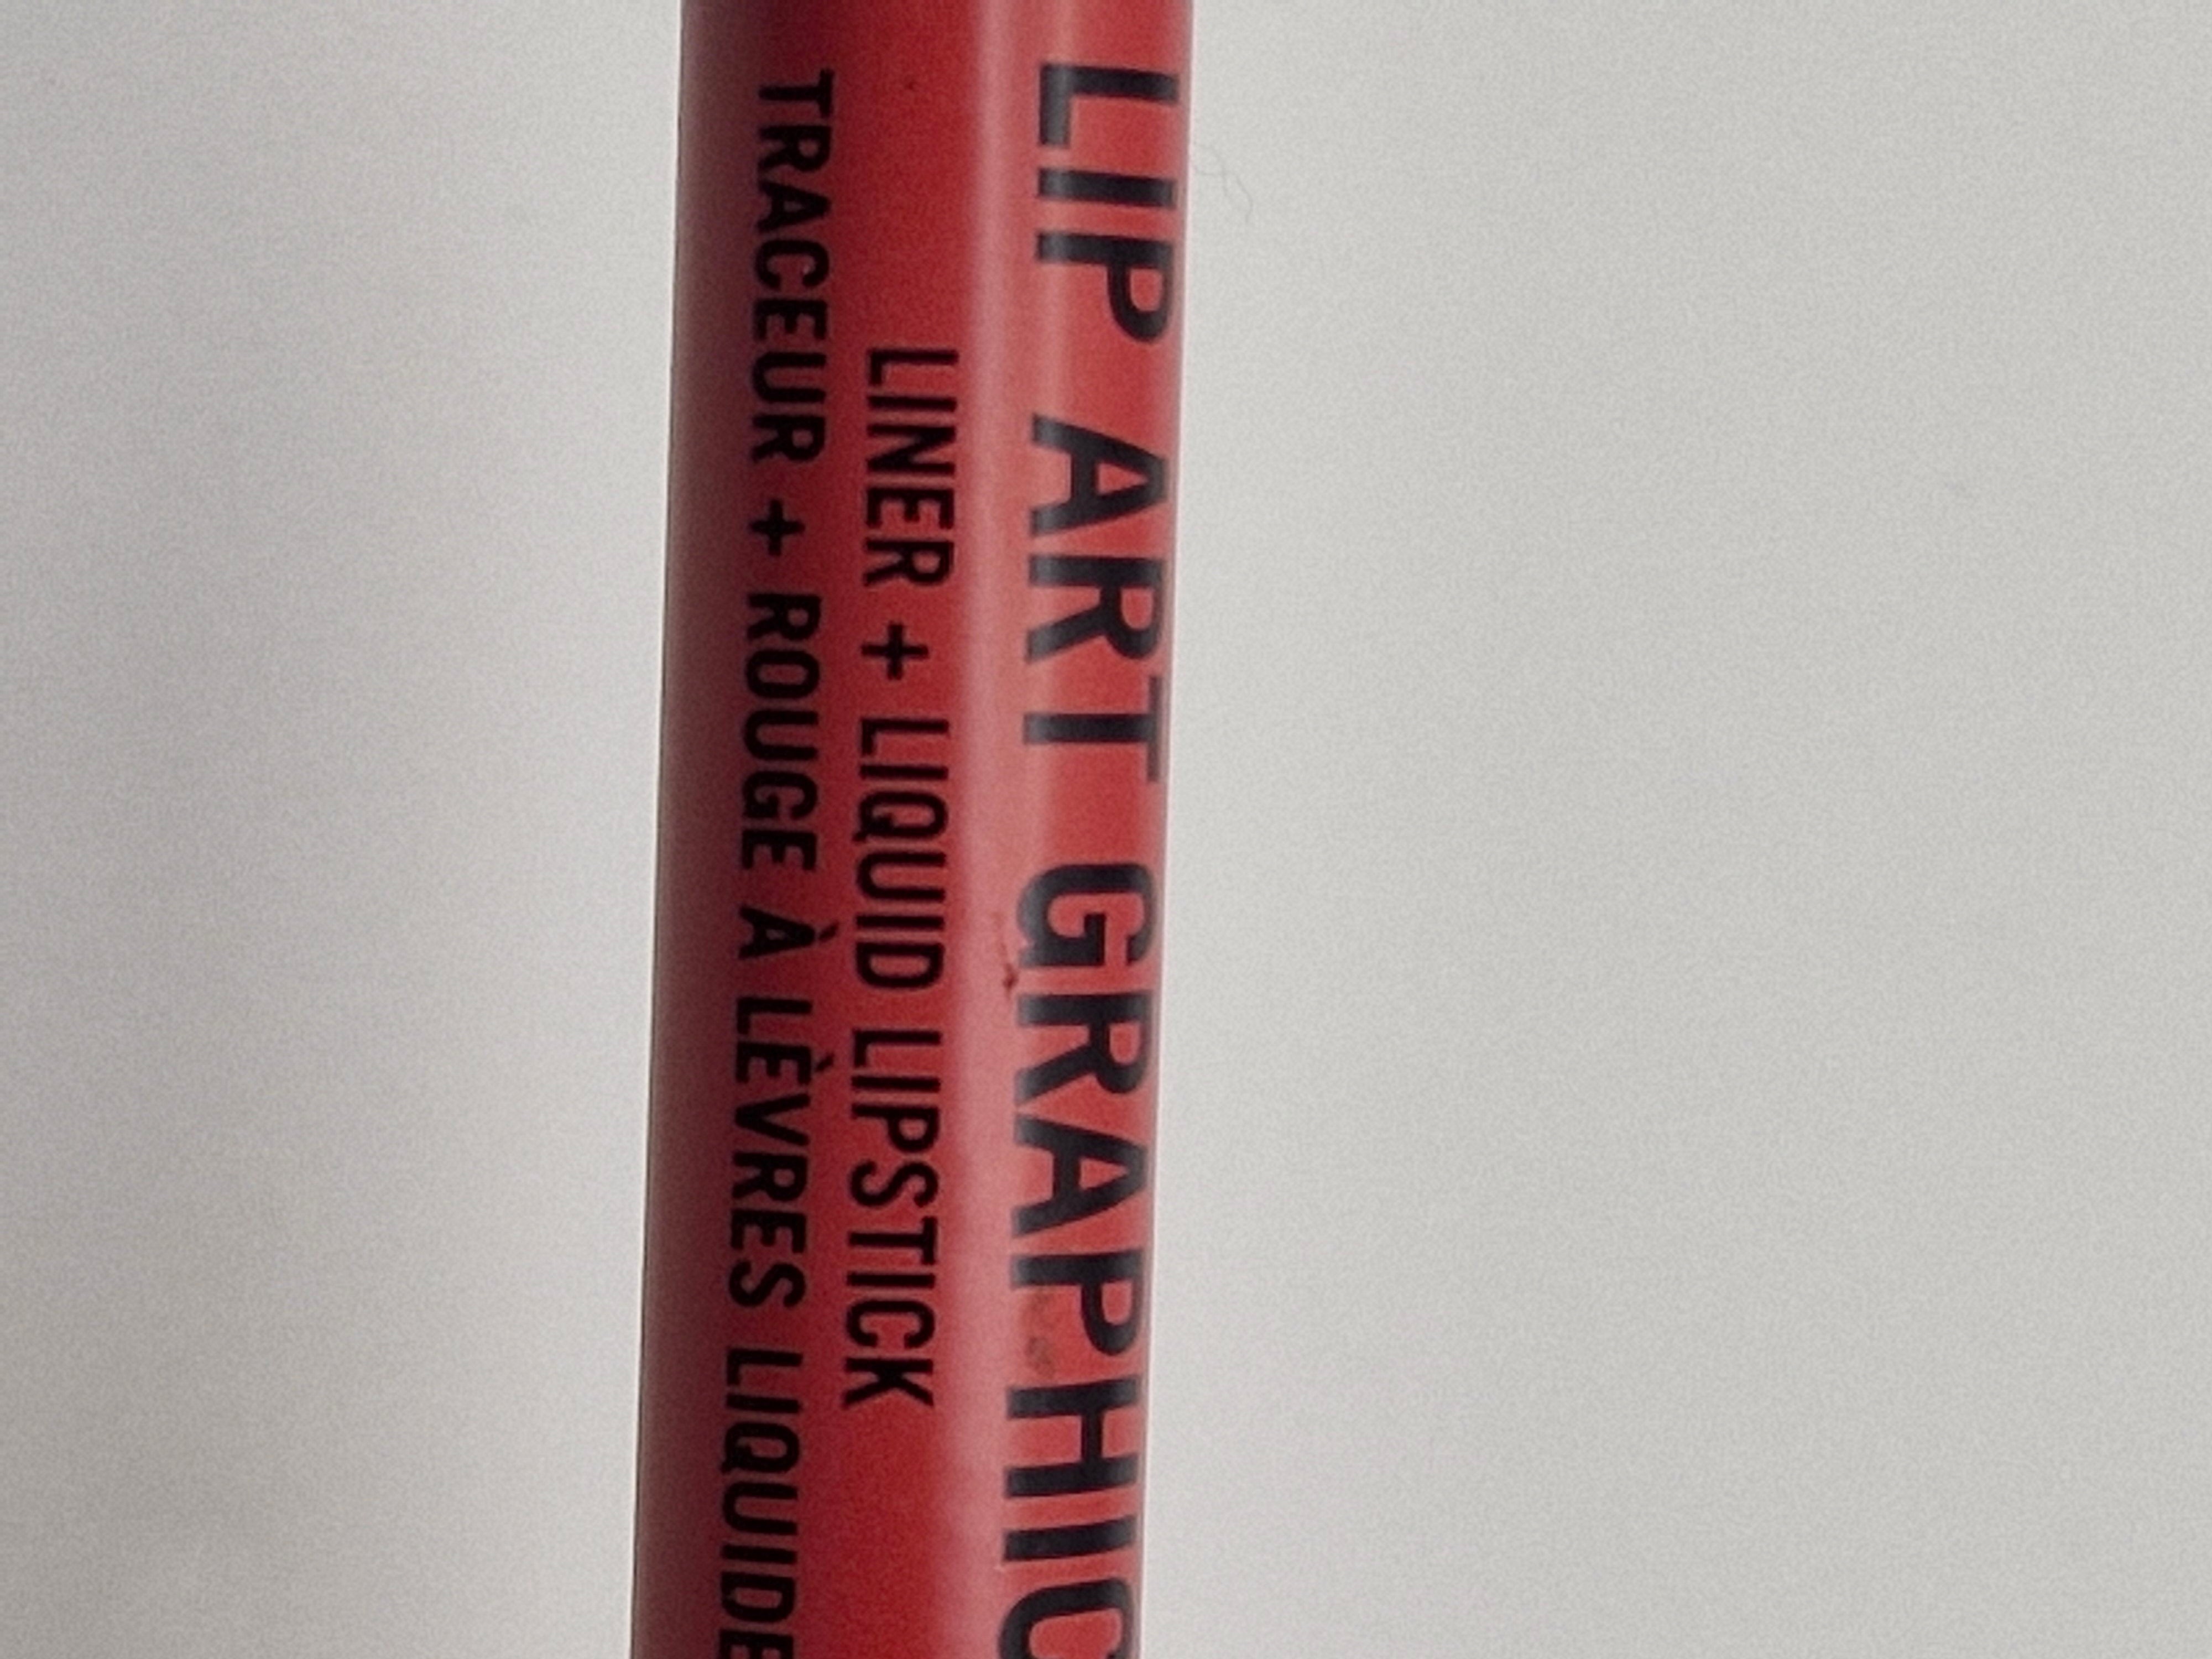 LIP ART GRAPHIC
LINER + LIQUID LIPSTICK
TRACEUR + ROUGE À LÈVRES LIQUIDE